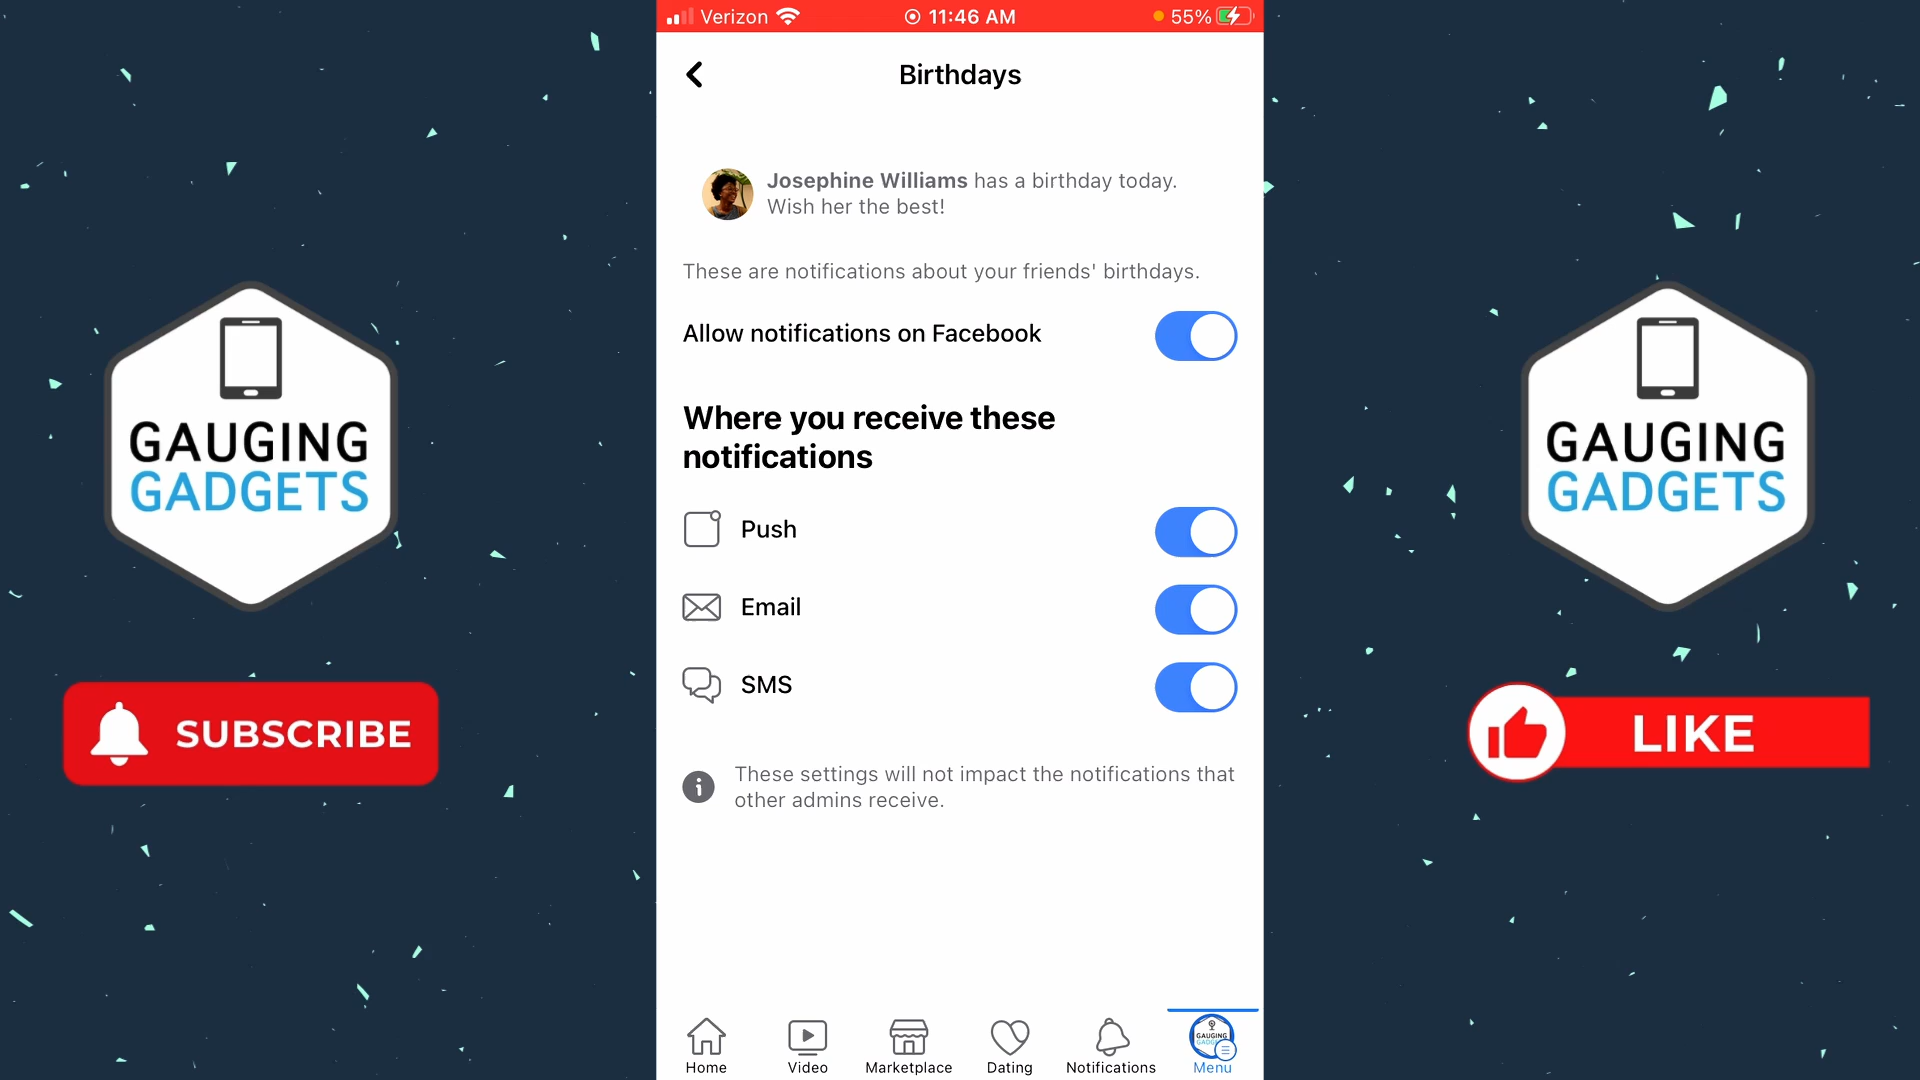 Verizon
11:46 AM
55%
Birthdays
Josephine Williams has a birthday today.
Wish her the best!
These are notifications about your friends' birthdays.
Allow notifications on Facebook
Where you receive these
notifications
Push
Email
SMS
These settings will not impact the notifications that
other admins receive.
Home
Video
Marketplace
Dating
Notifications
Menu
GAUGING
GADGETS
SUBSCRIBE
GAUGING
GADGETS
LIKE
GAUGING